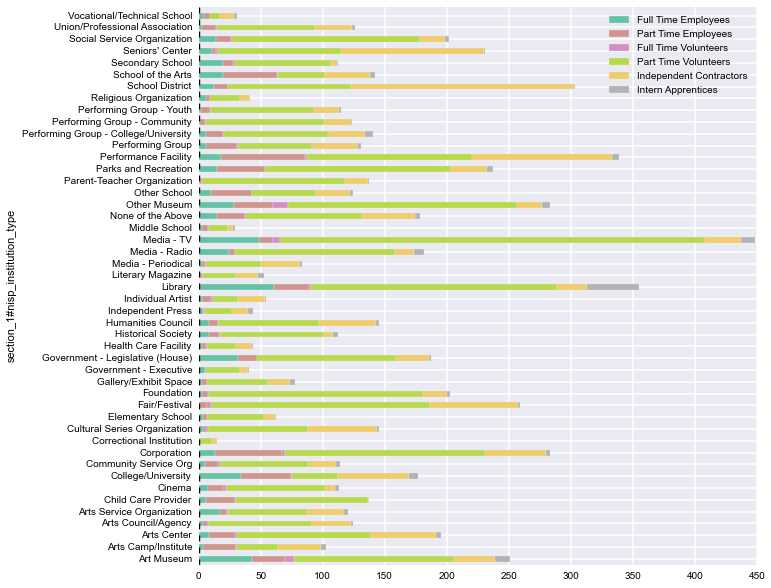 Vocational/Technical School
Union/Professional Association
Social Service Organization
Seniors' Center
Secondary School
School of the Arts
School District
Religious Organization
Performing Group - Youth
Performing Group - Community
Performing Group - College/University
Performing Group
Performance Facility
Parks and Recreation
Parent-Teacher Organization
Other School
Other Museum
None of the Above
Middle School
Media - TV
Media - Radio
Media - Periodical
Literary Magazine
Library
Individual Artist
Independent Press
Humanities Council
Historical Society
Health Care Facility
Government - Legislative (House)
Government - Executive
Gallery/Exhibit Space
Foundation
Fair/Festival
Elementary School
Cultural Series Organization
Correctional Institution
Corporation
Community Service Org
College/University
Cinema
Child Care Provider
Arts Service Organization
Arts Council/Agency
Arts Center
Arts Camp/Institute
Art Museum
section_1#nisp_institution_type
0 50 100 150 200 250 300 350 400 450
Full Time Employees
Part Time Employees
Full Time Volunteers
Part Time Volunteers
Independent Contractors
Intern Apprentices